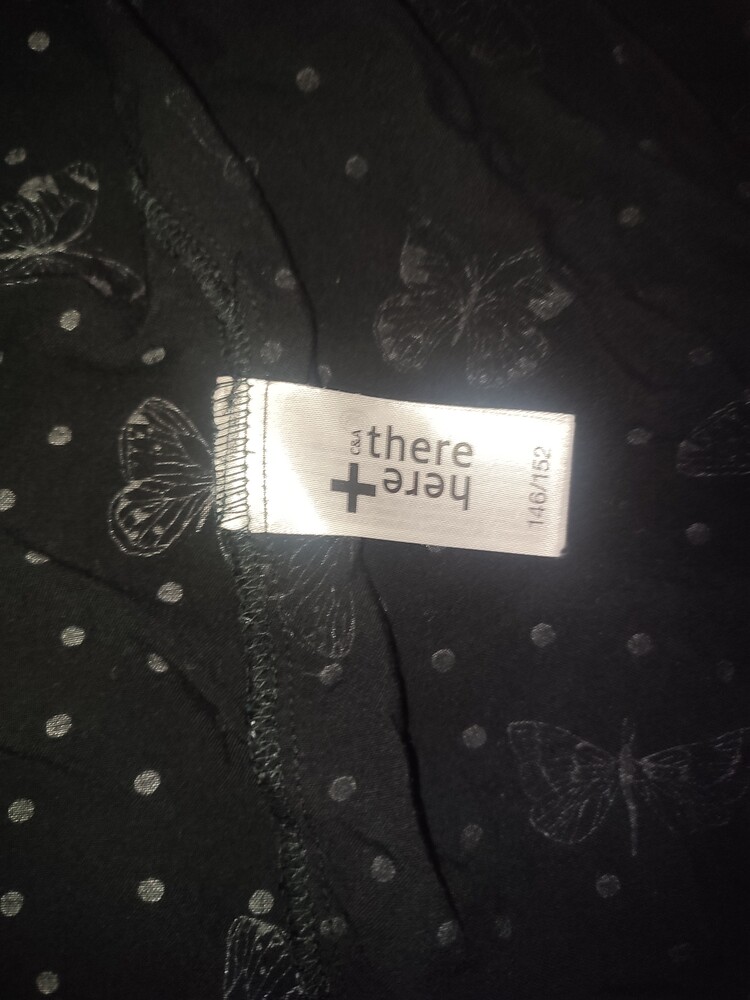 C&A
there
+
here
146/152